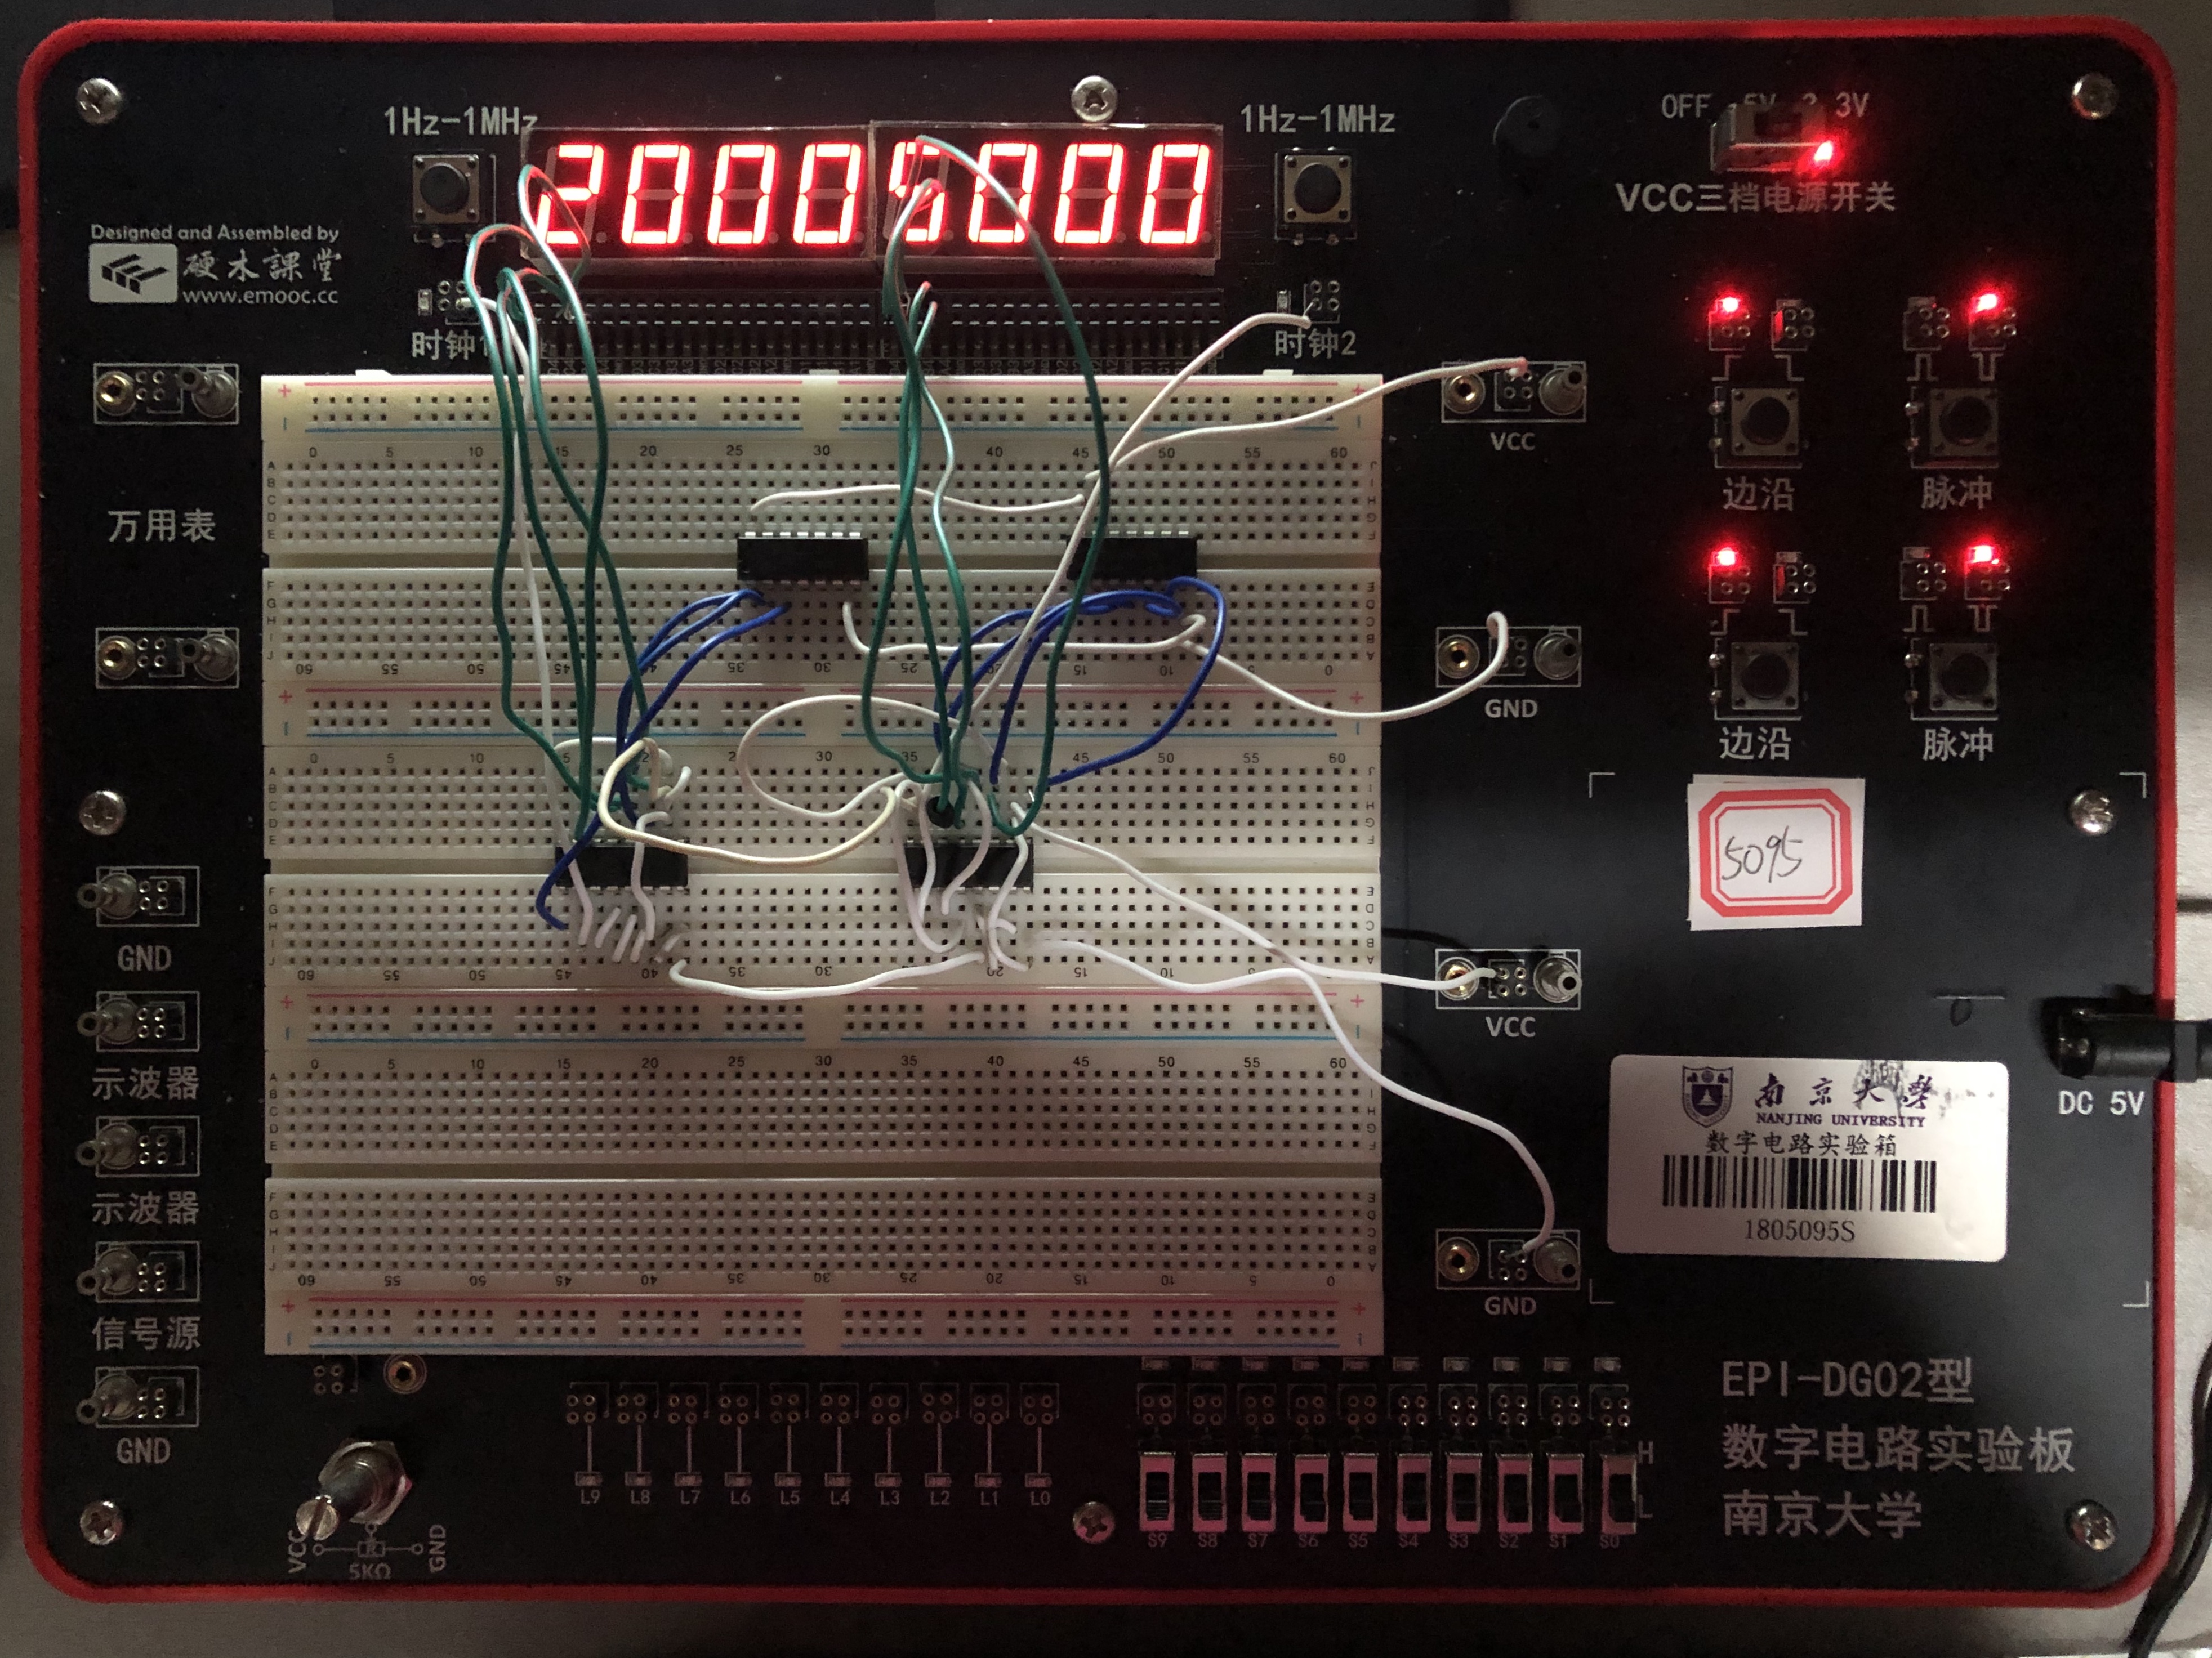 1Hz-1MHz
20005000
1Hz-1MHz
OFF 5V 3.3V
VCC三档电源开关
Designed and Assembled by
硬木課堂
www.emooc.cc
时钟1
时钟2
VCC
边沿
脉冲
万用表
GND
边沿
脉冲
5095
GND
VCC
示波器
南京大學
NANJING UNIVERSITY
数字电路实验箱
1805095S
DC 5V
示波器
信号源
GND
GND
EPI-DG02型
数字电路实验板
南京大学
L9 L8 L7 L6 L5 L4 L3 L2 L1 L0
H
L
S9 S8 S7 S6 S5 S4 S3 S2 S1 S0
VCC
R
GND
5KΩ